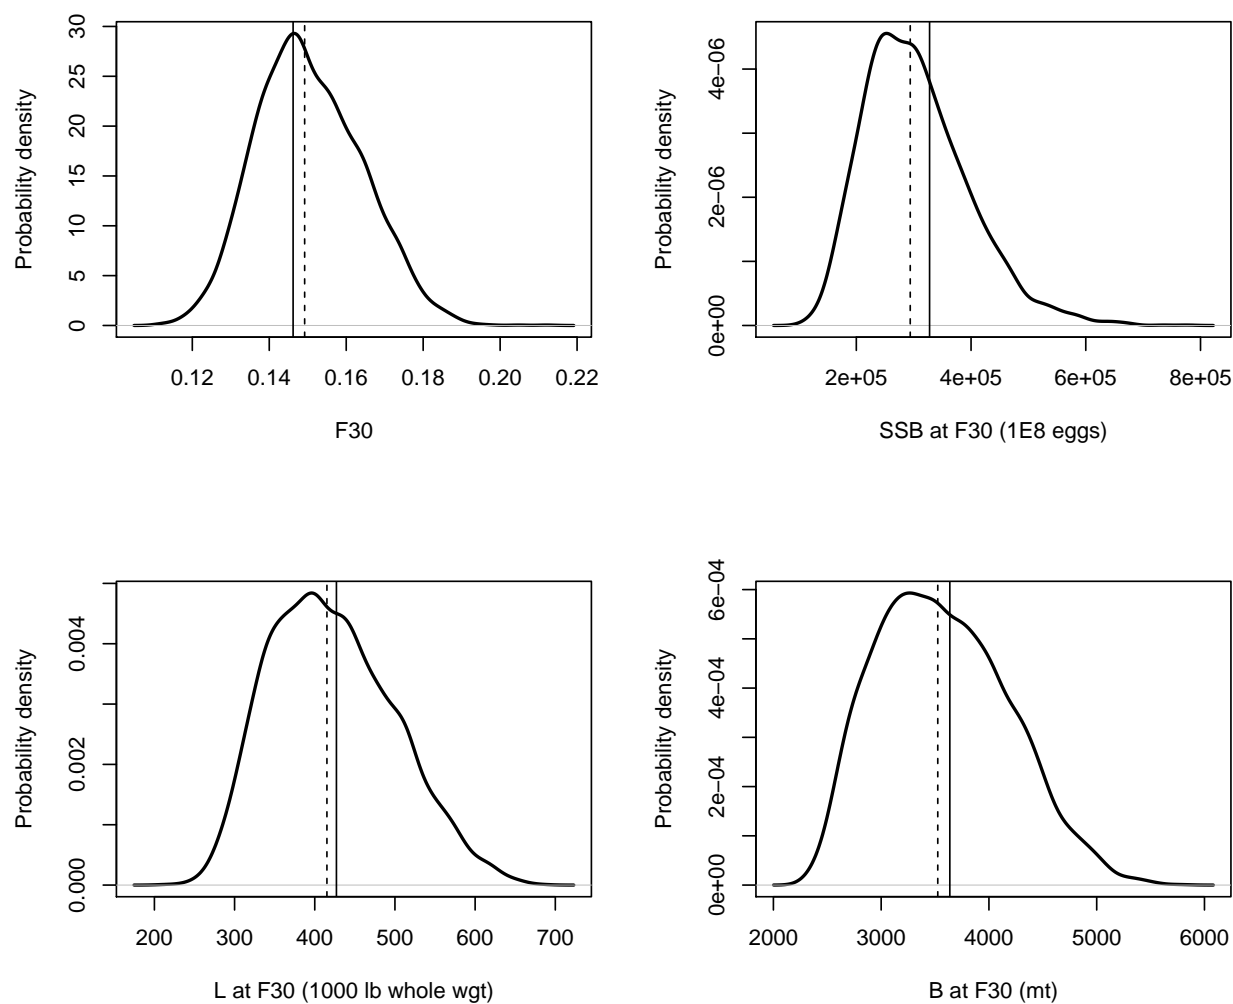 Probability density
0
5
10
15
20
25
30
0.12
0.14
0.16
0.18
0.20
0.22
F30
Probability density
0e+00
2e−06
4e−06
2e+05
4e+05
6e+05
8e+05
SSB at F30 (1E8 eggs)
Probability density
0.000
0.002
0.004
200
300
400
500
600
700
L at F30 (1000 lb whole wgt)
Probability density
0e+00
2e−04
4e−04
6e−04
2000
3000
4000
5000
6000
B at F30 (mt)